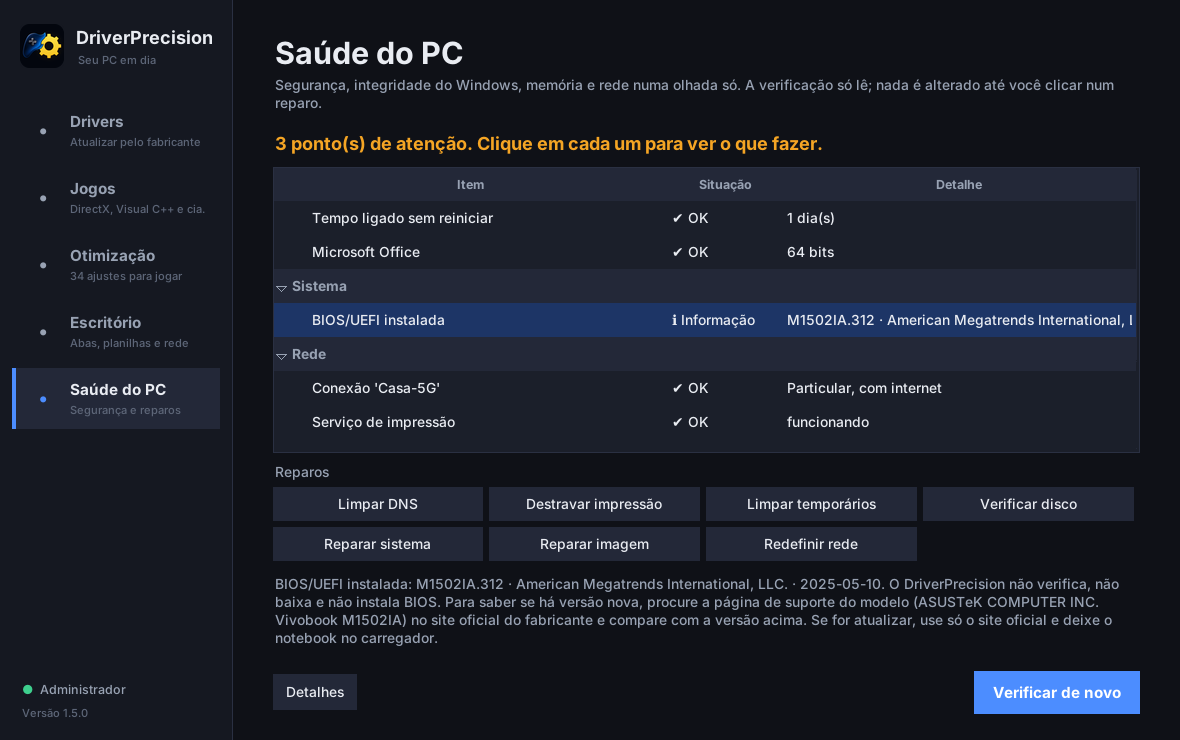 DriverPrecision
Seu PC em dia
Drivers
Atualizar pelo fabricante
Jogos
DirectX, Visual C++ e cia.
Otimização
34 ajustes para jogar
Escritório
Abas, planilhas e rede
Saúde do PC
Segurança e reparos
Administrador
Versão 1.5.0
Saúde do PC
Segurança, integridade do Windows, memória e rede numa olhada só. A verificação só lê; nada é alterado até você clicar num
reparo.
3 ponto(s) de atenção. Clique em cada um para ver o que fazer.
Item Situação Detalhe
Tempo ligado sem reiniciar ✔ OK 1 dia(s)
Microsoft Office ✔ OK 64 bits
Sistema
BIOS/UEFI instalada ℹ Informação M1502IA.312 · American Megatrends International,
Rede
Conexão 'Casa-5G' ✔ OK Particular, com internet
Serviço de impressão ✔ OK funcionando
Reparos
Limpar DNS Destravar impressão Limpar temporários Verificar disco
Reparar sistema Reparar imagem Redefinir rede
BIOS/UEFI instalada: M1502IA.312 · American Megatrends International, LLC. · 2025-05-10. O DriverPrecision não verifica, não
baixa e não instala BIOS. Para saber se há versão nova, procure a página de suporte do modelo (ASUSTeK COMPUTER INC.
Vivobook M1502IA) no site oficial do fabricante e compare com a versão acima. Se for atualizar, use só o site oficial e deixe o
notebook no carregador.
Detalhes Verificar de novo